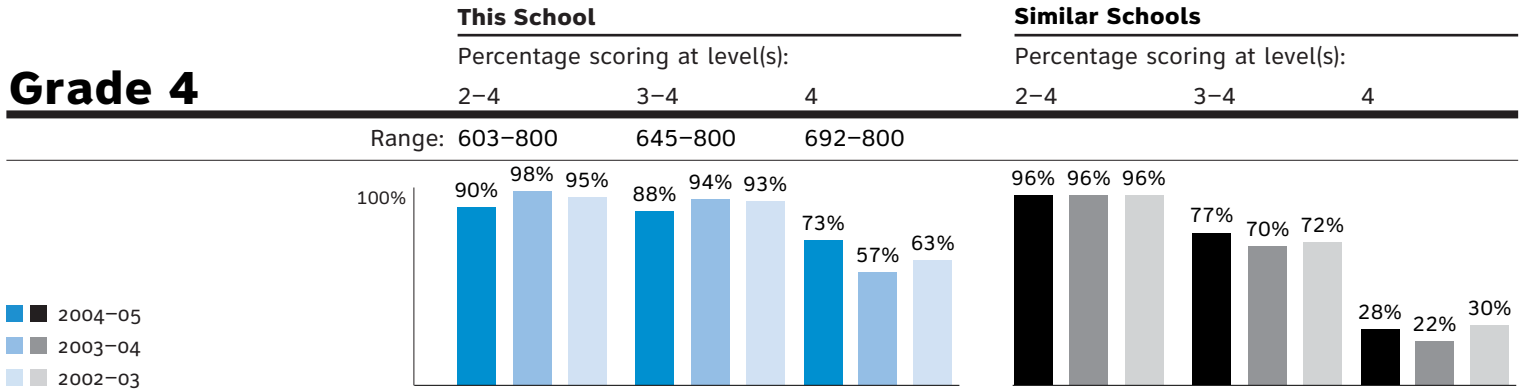 This School Similar Schools
Percentage scoring at level(s): Percentage scoring at level(s):
Grade 4 2–4 3–4 4 2–4 3–4 4
Range: 603–800 645–800 692–800
100% 90% 98% 95% 88% 94% 93% 73% 57% 63% 96% 96% 96% 77% 70% 72% 28% 22% 30%
2004–05
2003–04
2002–03